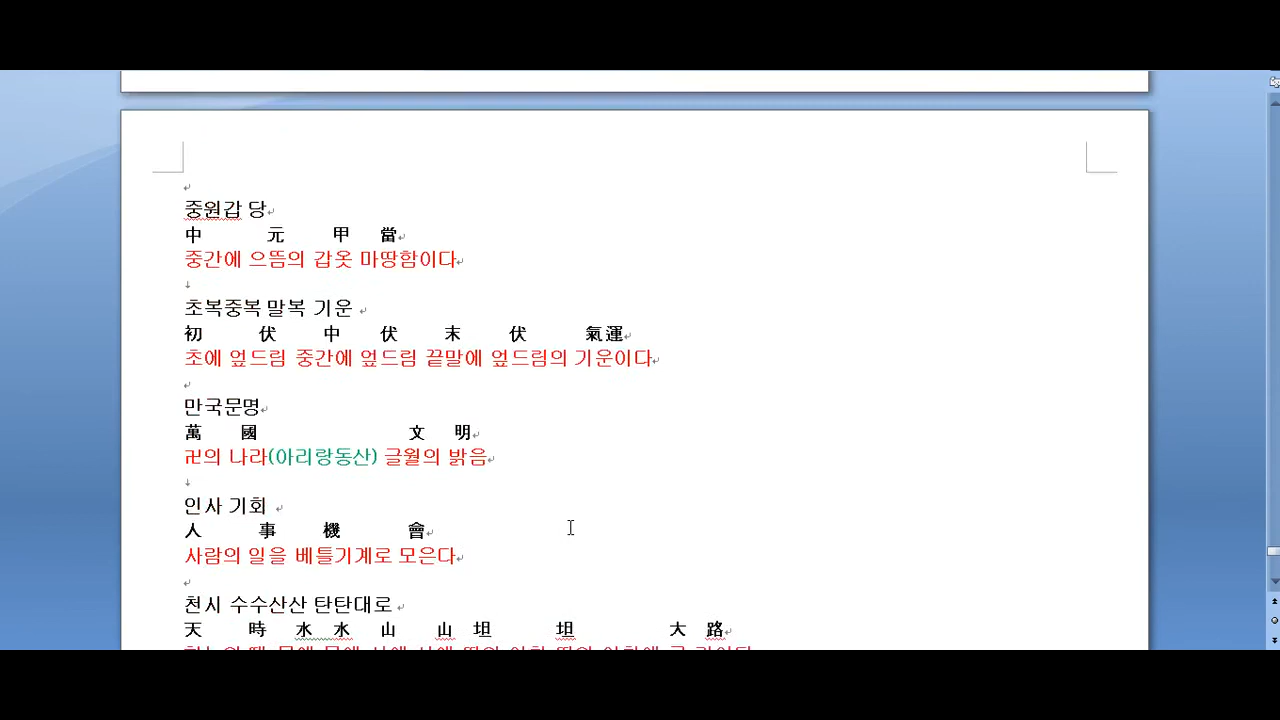 중원갑 당
中 元 甲 當
중간에 으뜸의 갑옷 마땅함이다
초복중복 말복 기운
初 伏 中 伏 末 伏 氣運
초에 엎드림 중간에 엎드림 끝말에 엎드림의 기운이다
만국문명
萬 國 文 明
卍의 나라(아리랑동산) 글월의 밝음
인사 기회
人 事 機 會
사람의 일을 베틀기계로 모은다
천시 수수산산 탄탄대로
天 時 水 水 山 山 坦 坦 大 路